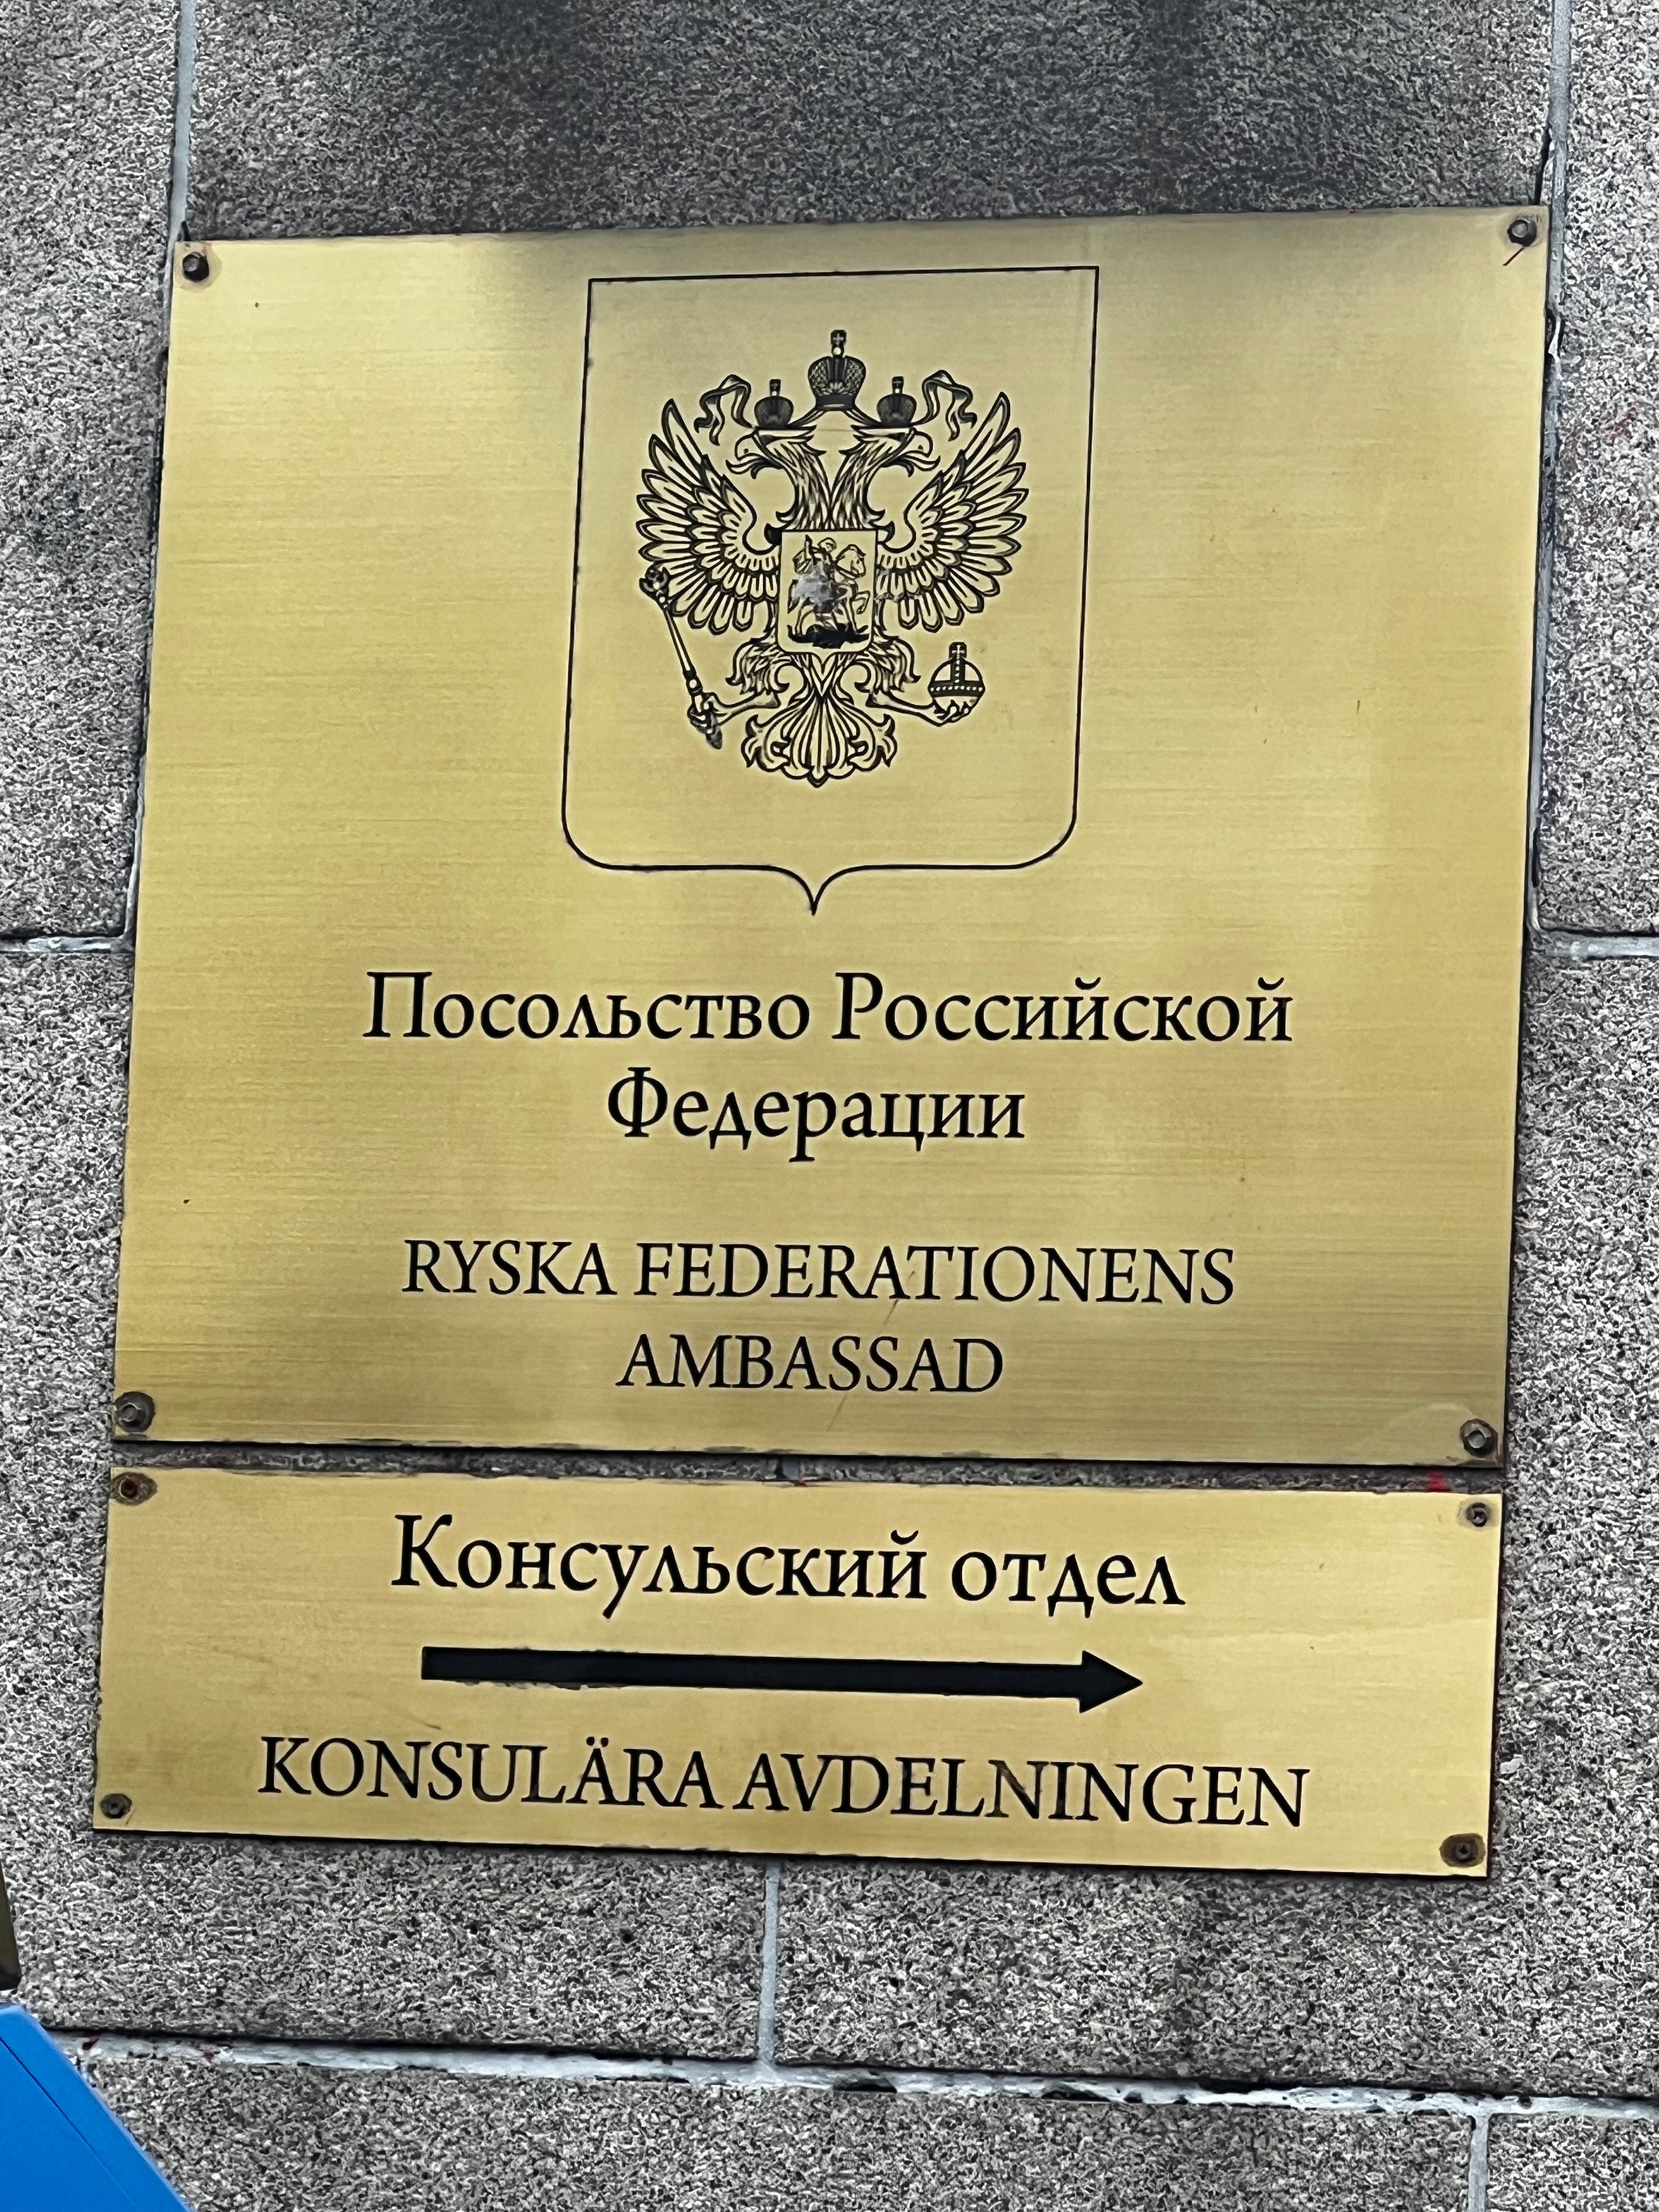 Посольство Российской
Федерации
RYSKA FEDERATIONENS
AMBASSAD
Консульский отдел
KONSULÄRA AVDELNINGEN